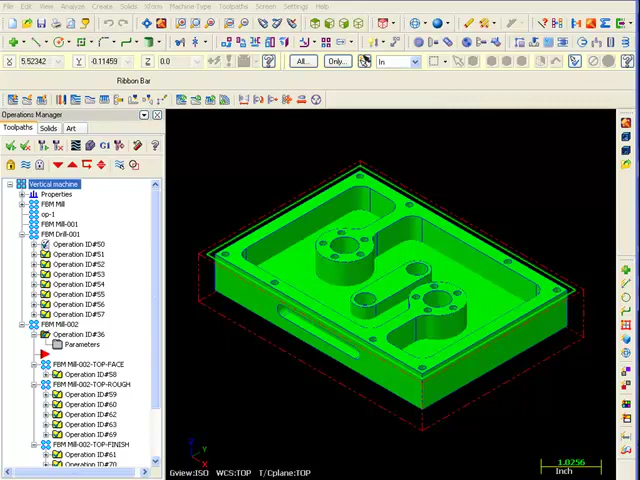 File Edit View Analyze Create Solids Xform Machine Type Toolpaths Screen Settings Help
5.52342 -0.11459 Z 0.0 All... Only... In
Ribbon Bar
Operations Manager
Toolpaths Solids Art
G1
Vertical machine
Properties
FBM Mill
op-1
FBM Mill-001
FBM Drill-001
Operation ID#50
Operation ID#51
Operation ID#52
Operation ID#53
Operation ID#54
Operation ID#55
Operation ID#56
Operation ID#57
FBM Mill-002
Operation ID#36
Parameters
FBM Mill-002-TOP-FACE
Operation ID#58
FBM Mill-002-TOP-ROUGH
Operation ID#59
Operation ID#60
Operation ID#62
Operation ID#63
Operation ID#69
FBM Mill-002-TOP-FINISH
Operation ID#61
Operation ID#70
Z Y X
Gview:ISO WCS:TOP T/Cplane:TOP
1.0256
Inch